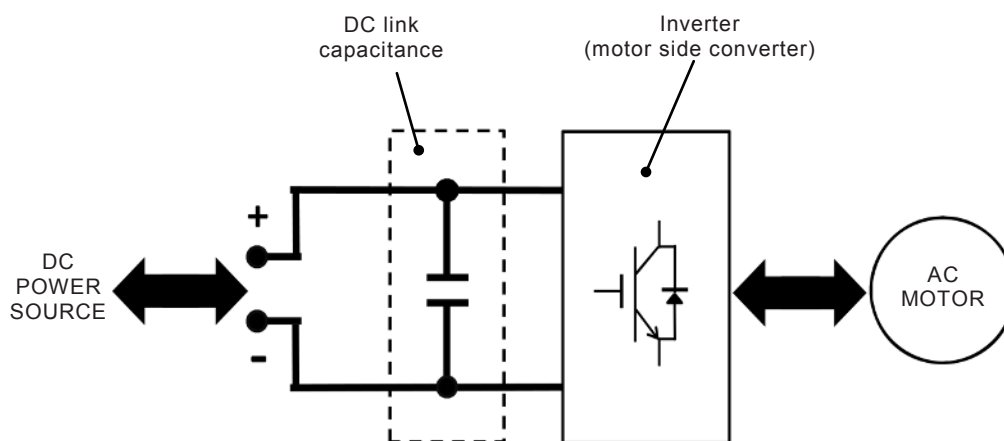 DC link
capacitance
Inverter
(motor side converter)
+
DC
POWER
SOURCE
-
AC
MOTOR